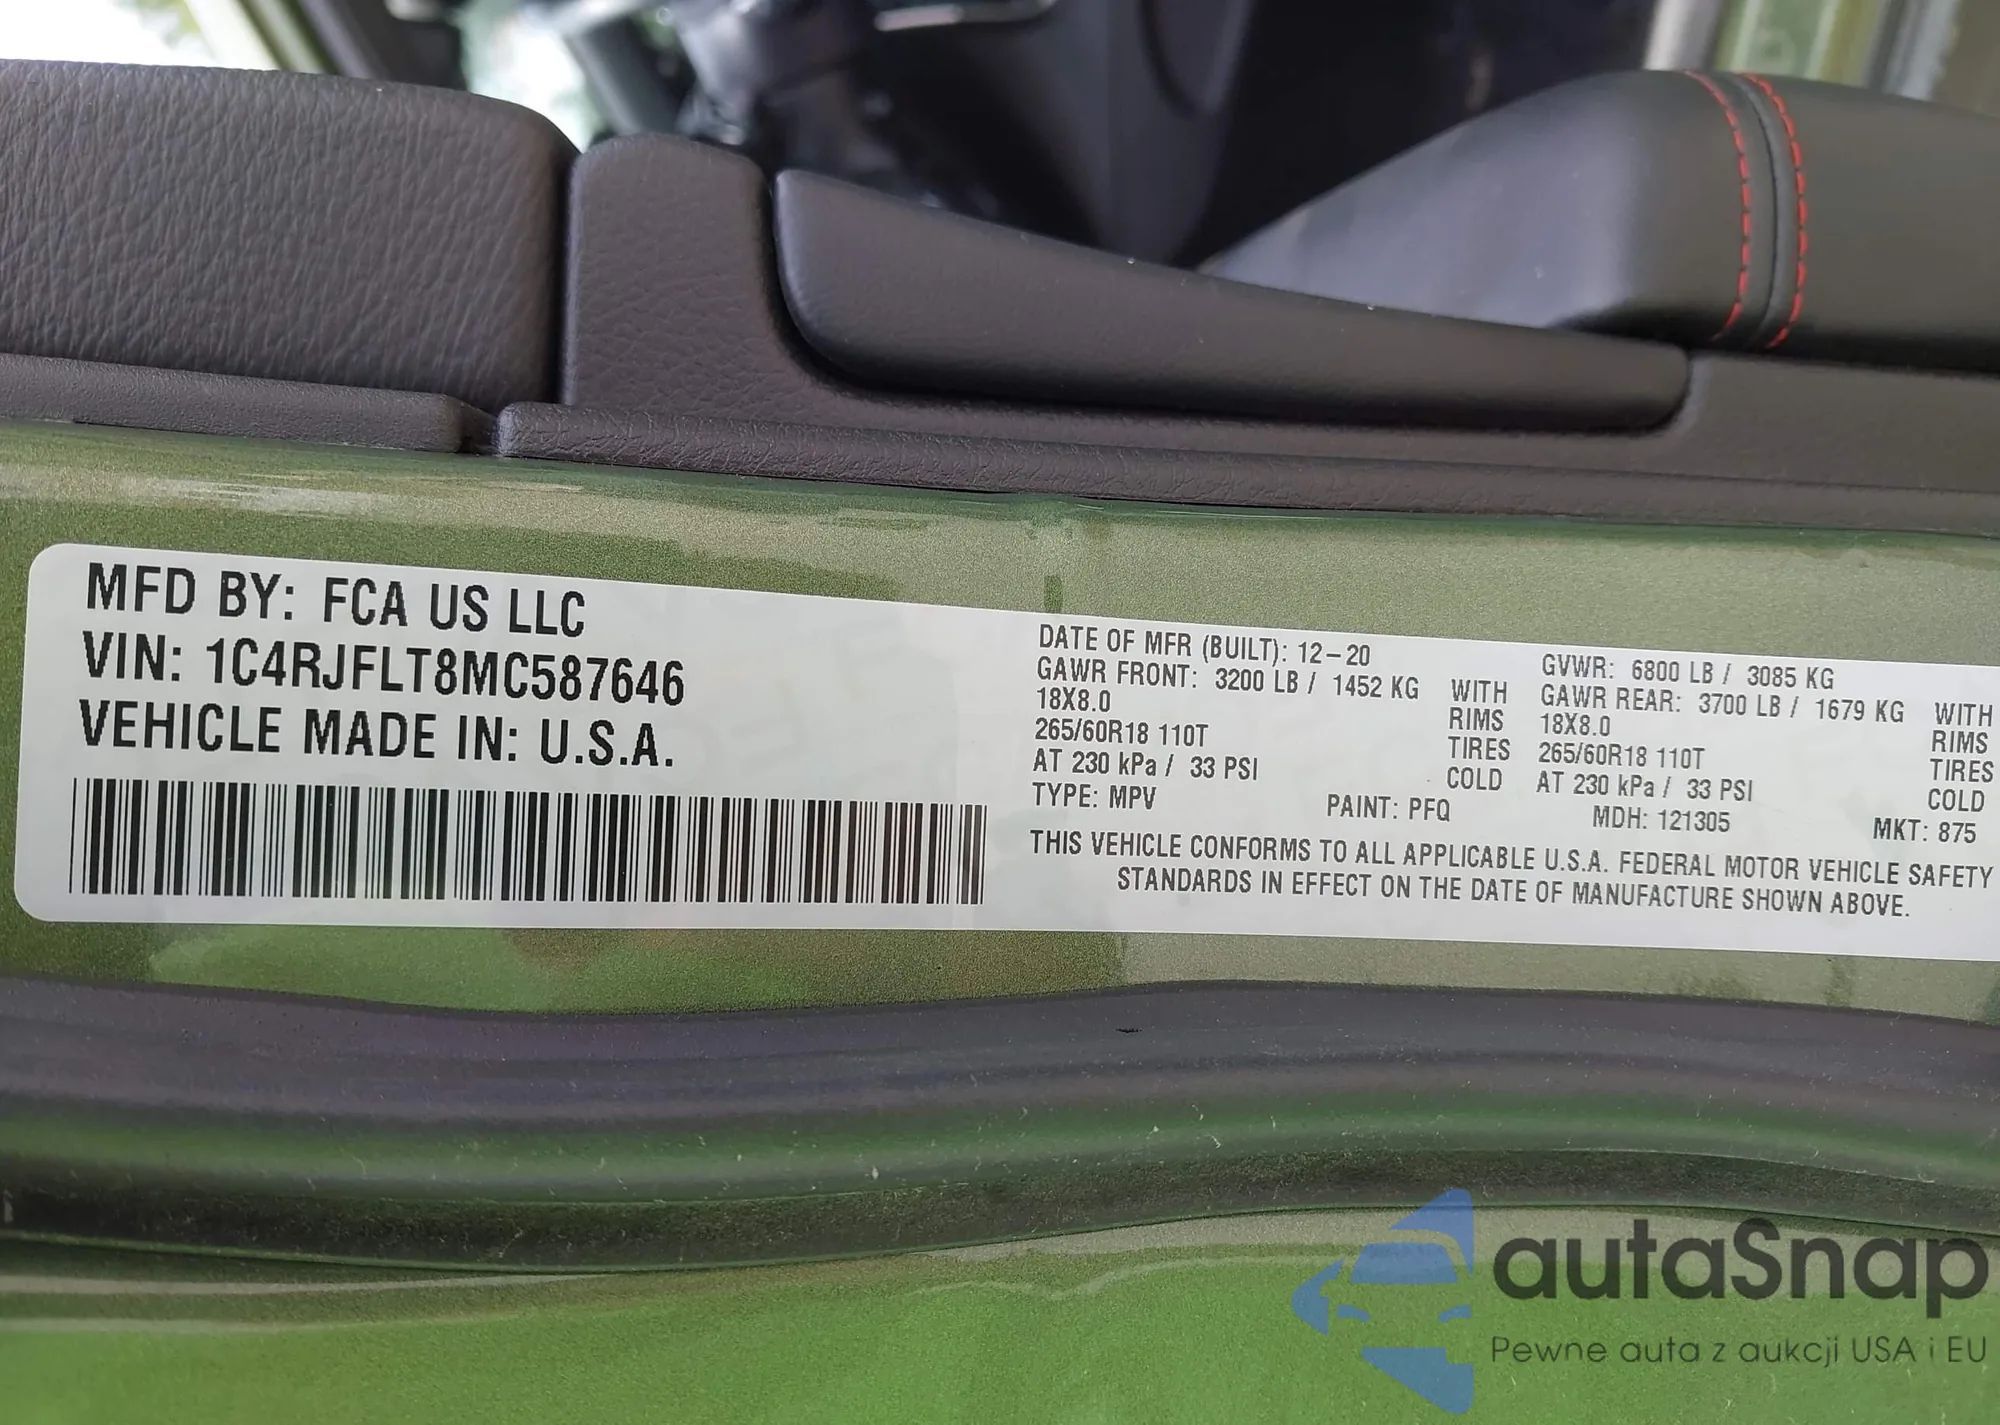 MFD BY: FCA US LLC
VIN: 1C4RJFLT8MC587646
VEHICLE MADE IN: U.S.A.
DATE OF MFR (BUILT): 12-20
GAWR FRONT: 3200 LB / 1452 KG WITH
18X8.0 RIMS
265/60R18 110T TIRES
AT 230 kPa / 33 PSI COLD
GVWR: 6800 LB / 3085 KG
GAWR REAR: 3700 LB / 1679 KG WITH
18X8.0 RIMS
265/60R18 110T TIRES
AT 230 kPa / 33 PSI COLD
TYPE: MPV PAINT: PFQ MDH: 121305 MKT: 875
THIS VEHICLE CONFORMS TO ALL APPLICABLE U.S.A. FEDERAL MOTOR VEHICLE SAFETY
STANDARDS IN EFFECT ON THE DATE OF MANUFACTURE SHOWN ABOVE.
autaSnap
Pewne auta z aukcji USA i EU